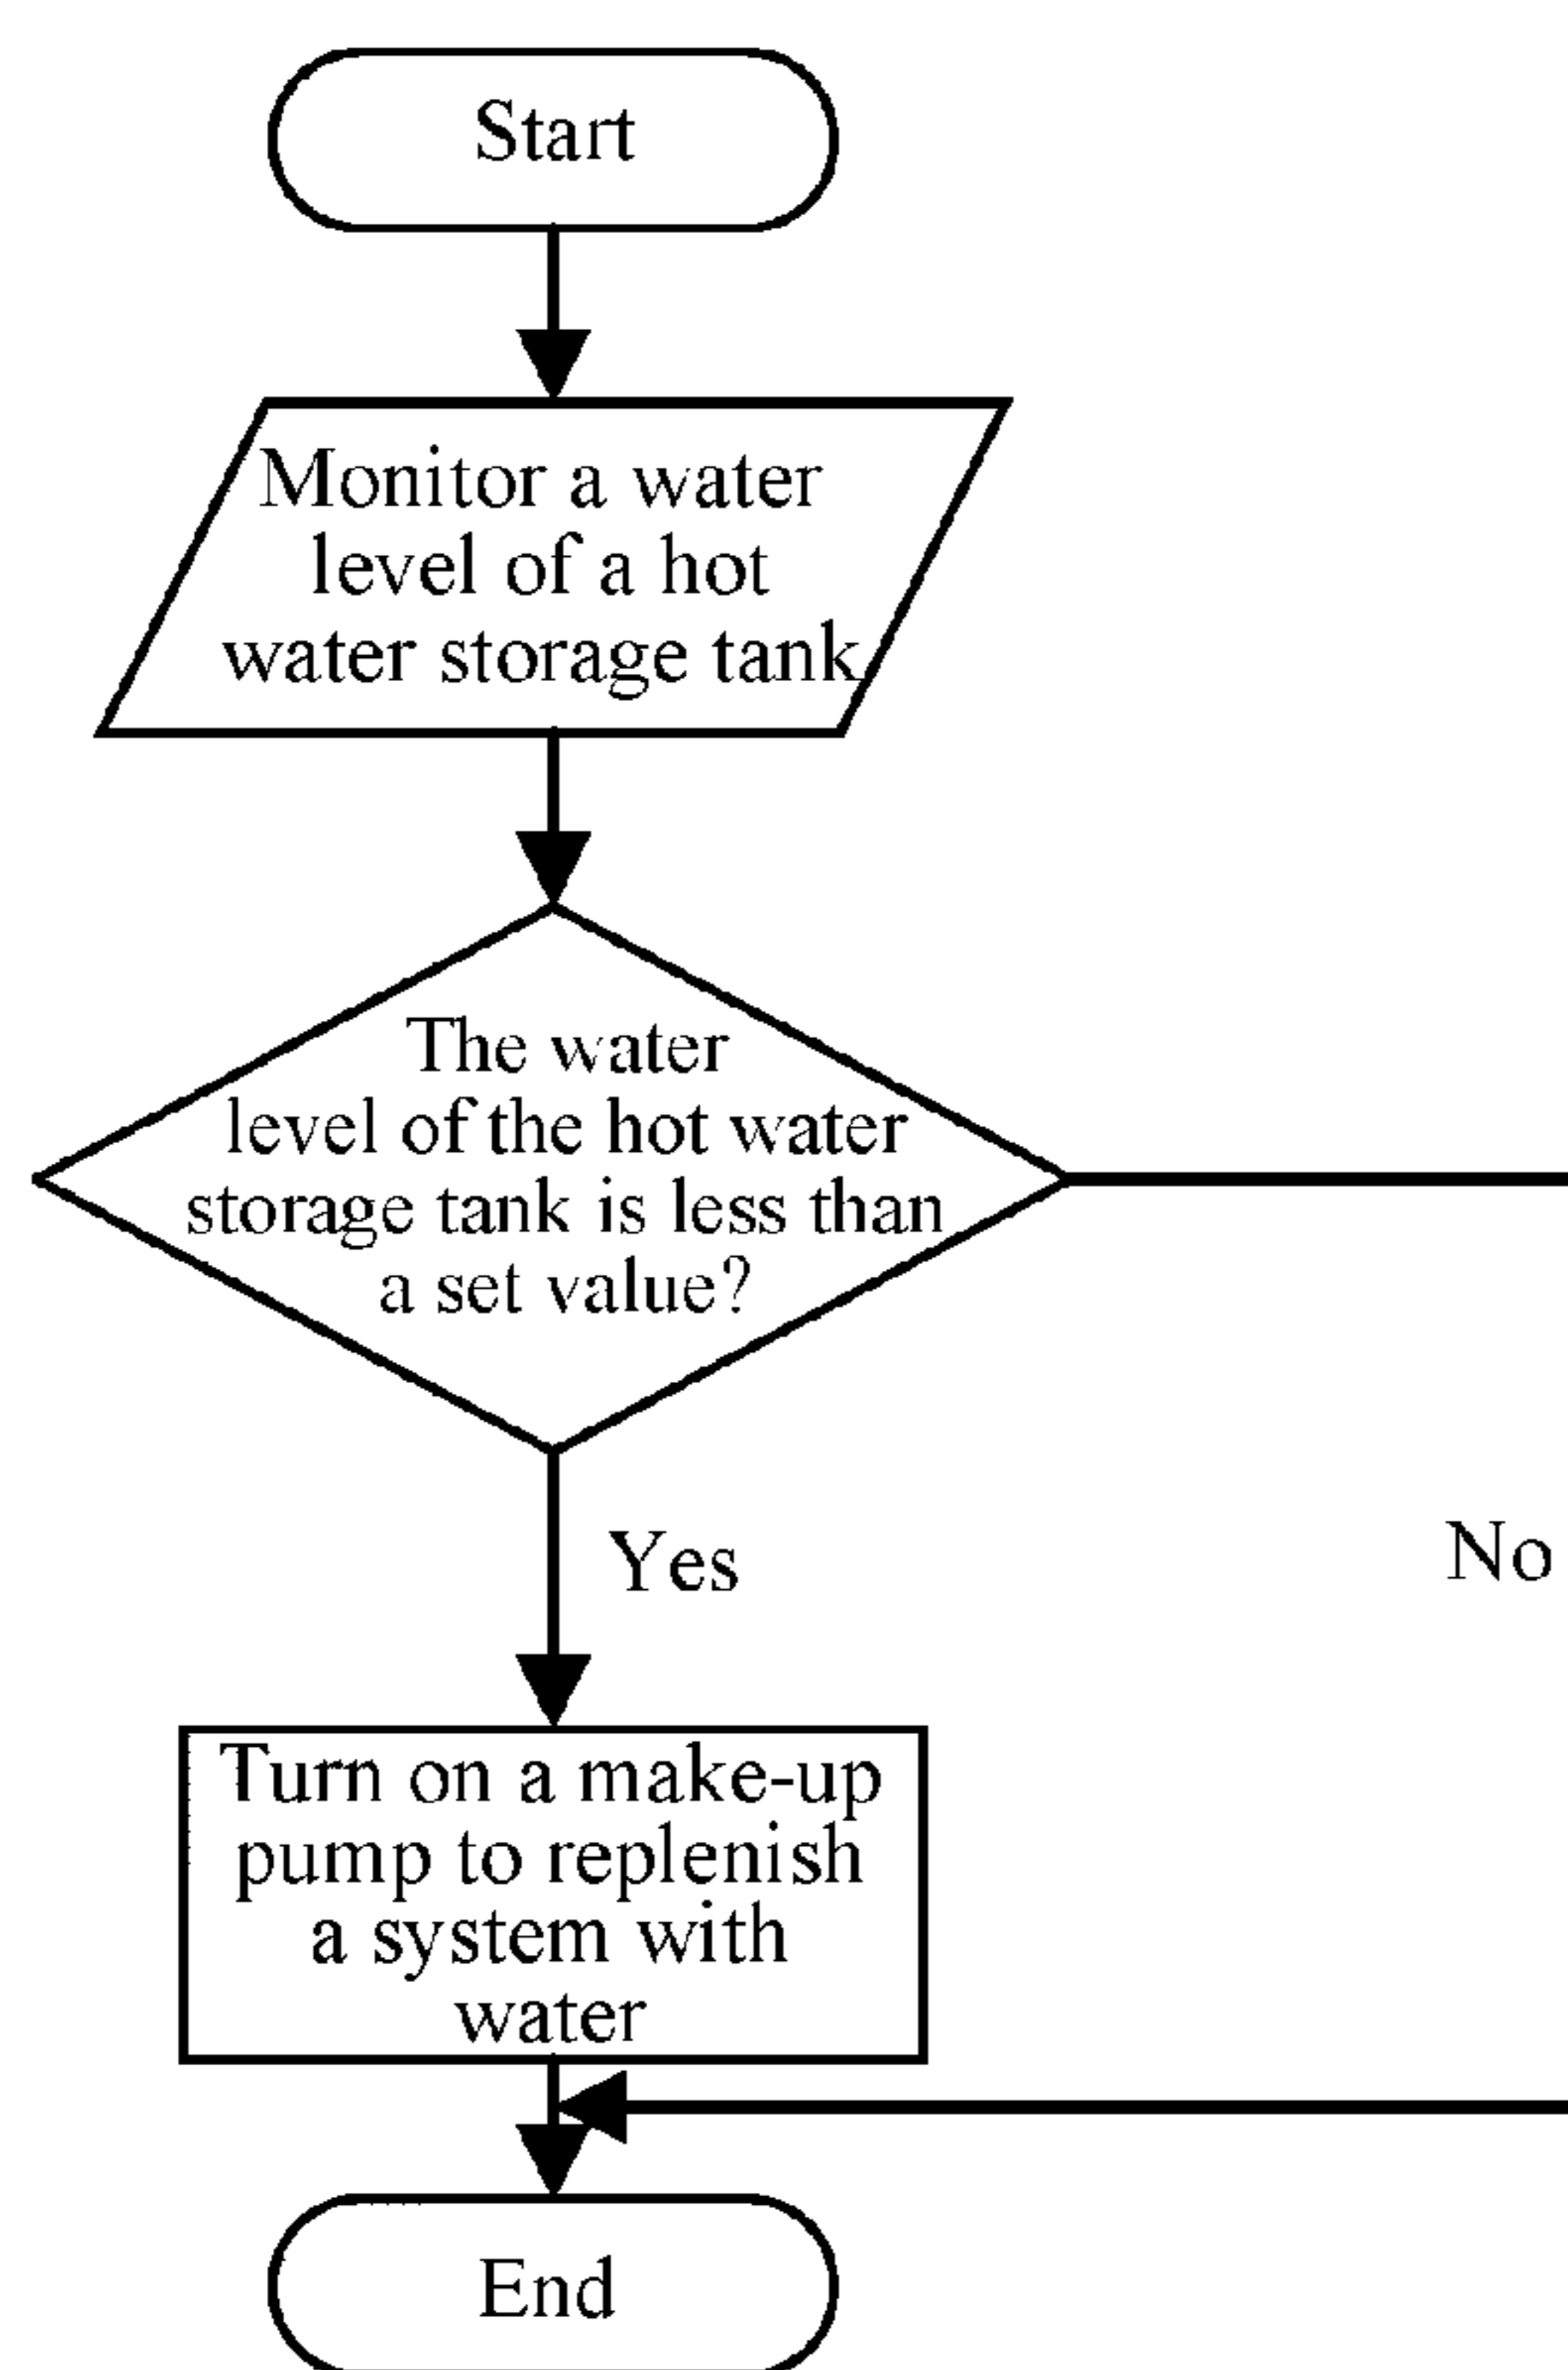 Start
Monitor a water
level of a hot
water storage tank
The water
level of the hot water
storage tank is less than
a set value?
Yes
No
Turn on a make-up
pump to replenish
a system with
water
End